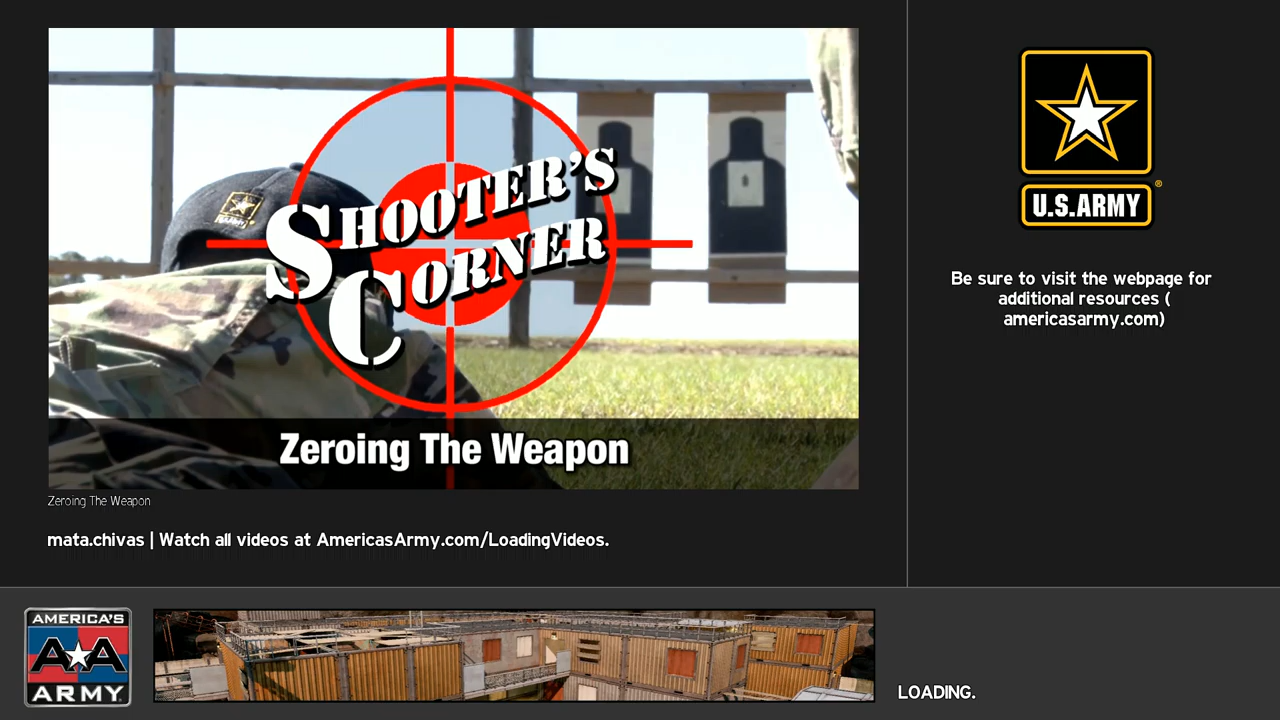 SHOOTER'S
CORNER
Zeroing The Weapon
Zeroing The Weapon
mata.chivas | Watch all videos at AmericasArmy.com/LoadingVideos.
U.S.ARMY
®
Be sure to visit the webpage for
additional resources (
americasarmy.com)
AMERICA'S
AA
ARMY
LOADING.